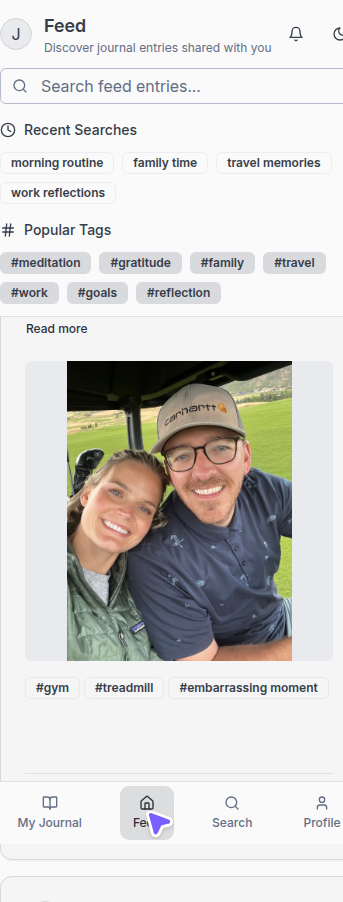 J
Feed
Discover journal entries shared with you
Search feed entries...
Recent Searches
morning routine family time travel memories
work reflections
# Popular Tags
#meditation #gratitude #family #travel
#work #goals #reflection
Read more
carhartt
#gym #treadmill #embarrassing moment
My Journal Search Profile